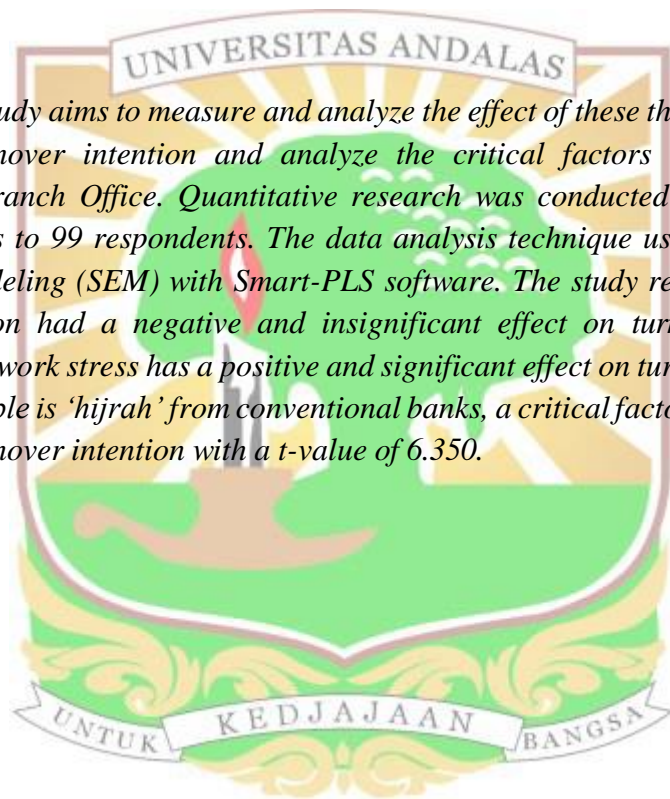 UNIVERSITAS ANDALAS
udy aims to measure and analyze the effect of these th
nover intention and analyze the critical factors
ranch Office. Quantitative research was conducted
s to 99 respondents. The data analysis technique us
deling (SEM) with Smart-PLS software. The study re
on had a negative and insignificant effect on tur
work stress has a positive and significant effect on tur
ble is ‘hijrah’ from conventional banks, a critical facto
nover intention with a t-value of 6.350.
UNTUK KEDJAJAAN BANGSA